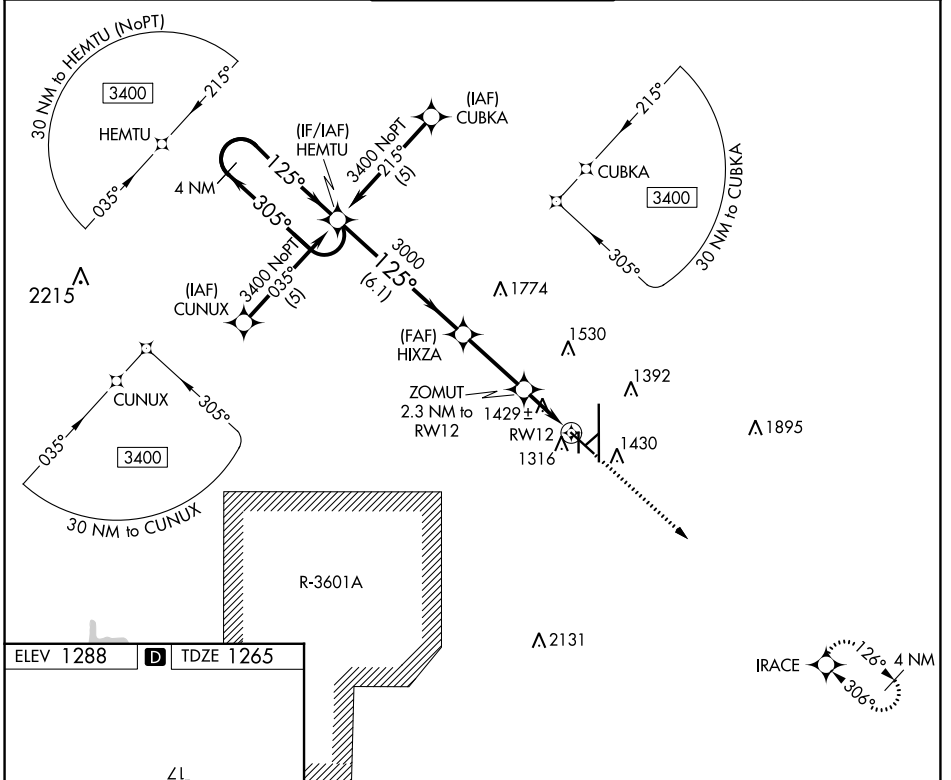 30 NM to HEMTU (NoPT)
3400
215°
HEMTU
035°
(IF/IAF)
HEMTU
(IAF)
CUBKA
3400 NoPT
215°
(5)
125°
4 NM
305°
215°
CUBKA
3400
305°
30 NM to CUBKA
2215
(IAF)
CUNUX
3400 NoPT
035°
(5)
3000
125°
(6.1)
1774
(FAF)
HIXZA
1530
ZOMUT
2.3 NM to
RW12
1429±
1392
RW12
1316
1430
1895
CUNUX
305°
035°
3400
30 NM to CUNUX
R-3601A
2131
IRACE
126°
4 NM
306°
ELEV 1288
D
TDZE 1265
17